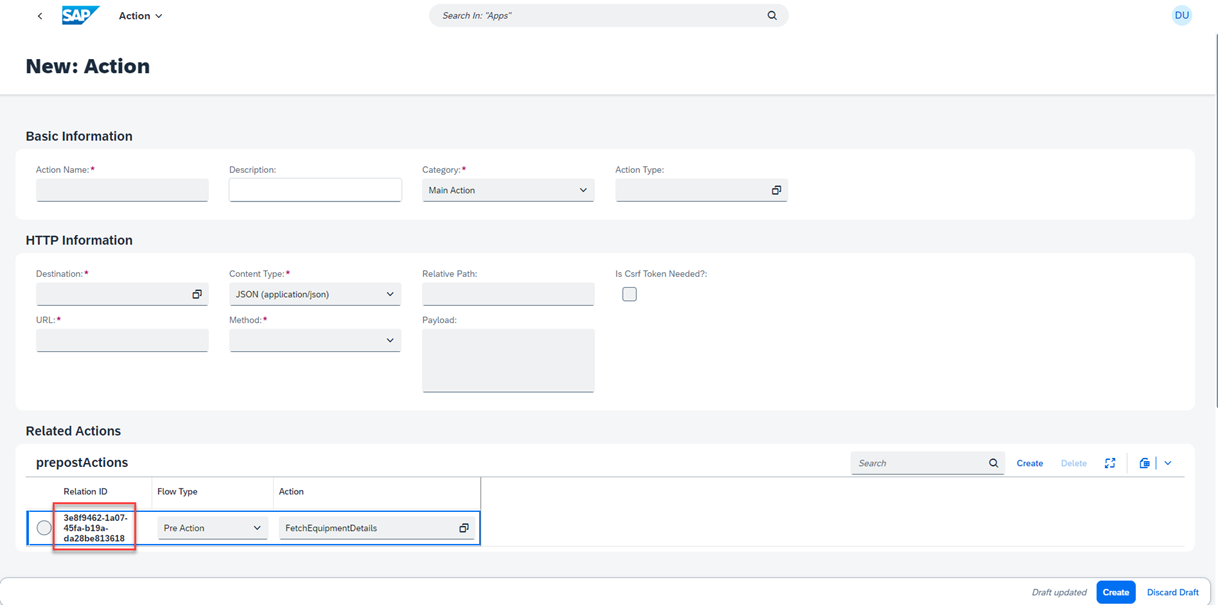 SAP Action Search In: "Apps" DU
New: Action
Basic Information
Action Name:* Description: Category:* Action Type:
Main Action
HTTP Information
Destination:* Content Type:* Relative Path: Is Csrf Token Needed?:
JSON (application/json)
URL:* Method:* Payload:
Related Actions
prepostActions Search Create Delete
Relation ID Flow Type Action
3e8f9462-1a07-
45fa-b19a-
da28be813618
Pre Action FetchEquipmentDetails
Draft updated Create Discard Draft